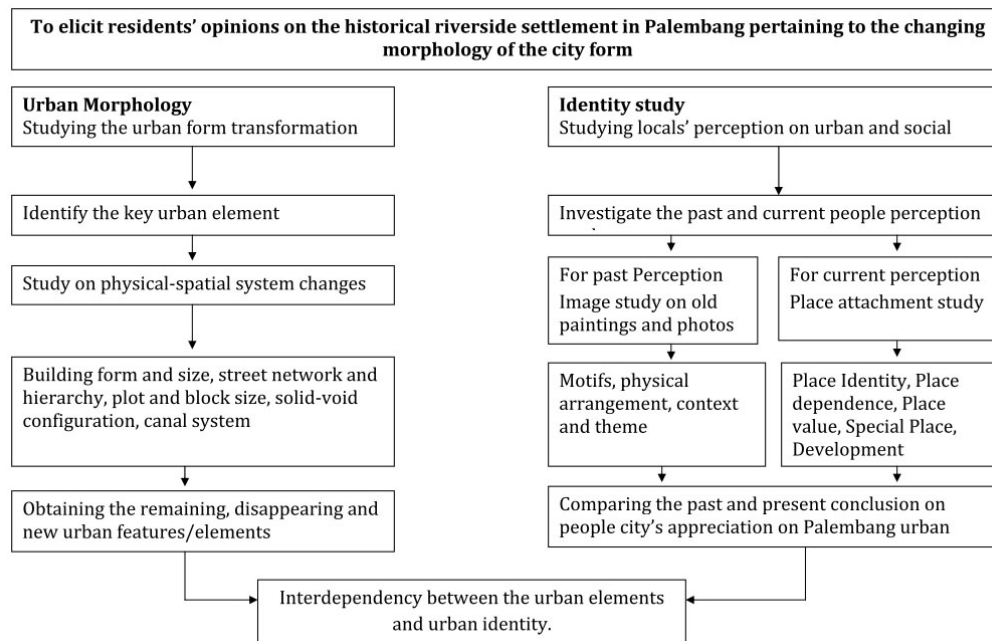 To elicit residents' opinions on the historical riverside settlement in Palembang pertaining to the changing
morphology of the city form
Urban Morphology
Studying the urban form transformation
Identify the key urban element
Study on physical-spatial system changes
Building form and size, street network and
hierarchy, plot and block size, solid-void
configuration, canal system
Obtaining the remaining, disappearing and
new urban features/elements
Identity study
Studying locals' perception on urban and social
Investigate the past and current people perception
For past Perception
Image study on old
paintings and photos
For current perception
Place attachment study
Motifs, physical
arrangement, context
and theme
Place Identity, Place
dependence, Place
value, Special Place,
Development
Comparing the past and present conclusion on
people city's appreciation on Palembang urban
Interdependency between the urban elements
and urban identity.